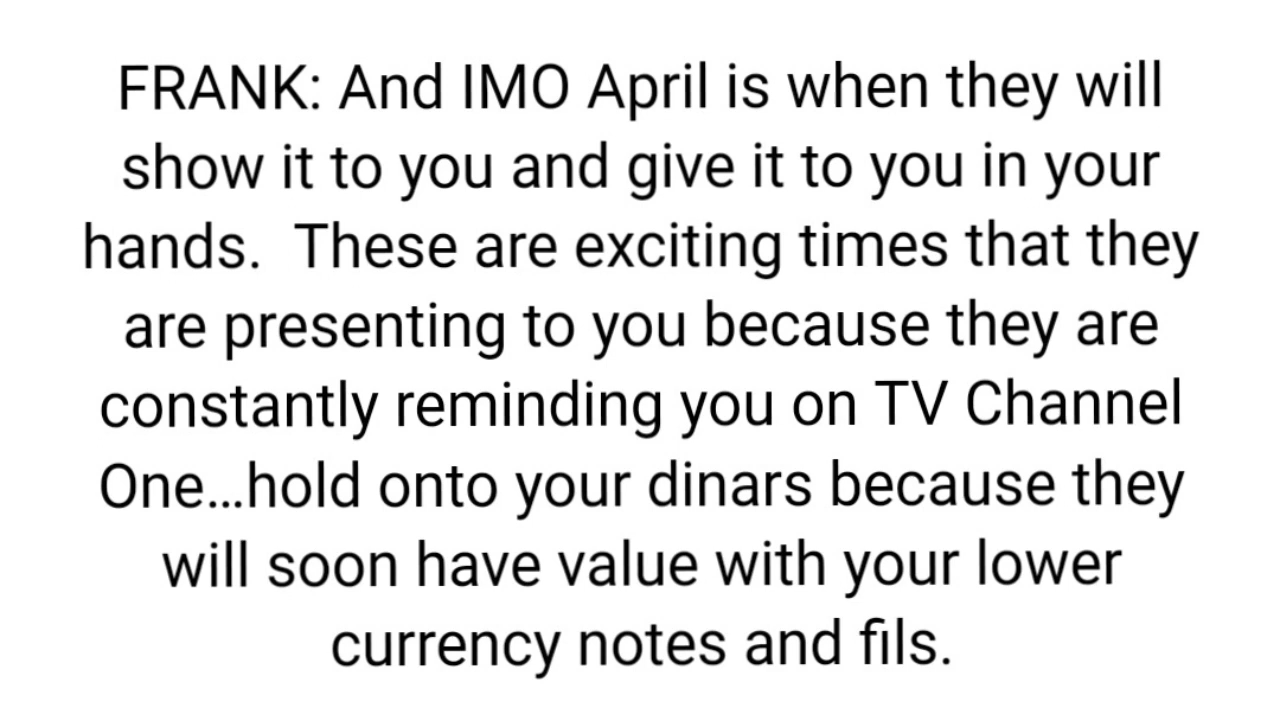 FRANK: And IMO April is when they will
show it to you and give it to you in your
hands.  These are exciting times that they
are presenting to you because they are
constantly reminding you on TV Channel
One...hold onto your dinars because they
will soon have value with your lower
currency notes and fils.